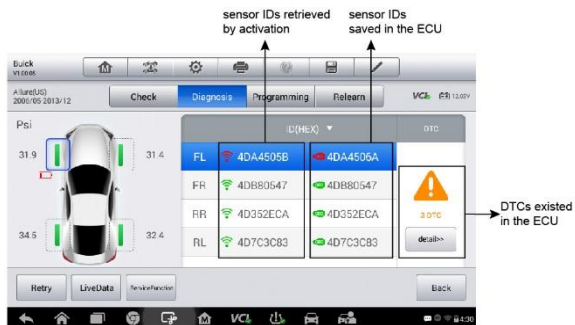 sensor IDs retrieved
by activation
sensor IDs
saved in the ECU
Buick
V1.00.05
Allure(US)
2006/05-2013/12
Check
Diagnosis
Programming
Relearn
VCI
12.02V
Psi
31.9
31.4
34.5
32.4
ID(HEX) ▼
DTC
FL 4DA4505B 4DA4506A
FR 4DB80547 4DB80547
RR 4D352ECA 4D352ECA
RL 4D7C3C83 4D7C3C83
3 DTC
detail>>
DTCs existed
in the ECU
Retry
LiveData
ServiceFunction
Back
VCI
4:30